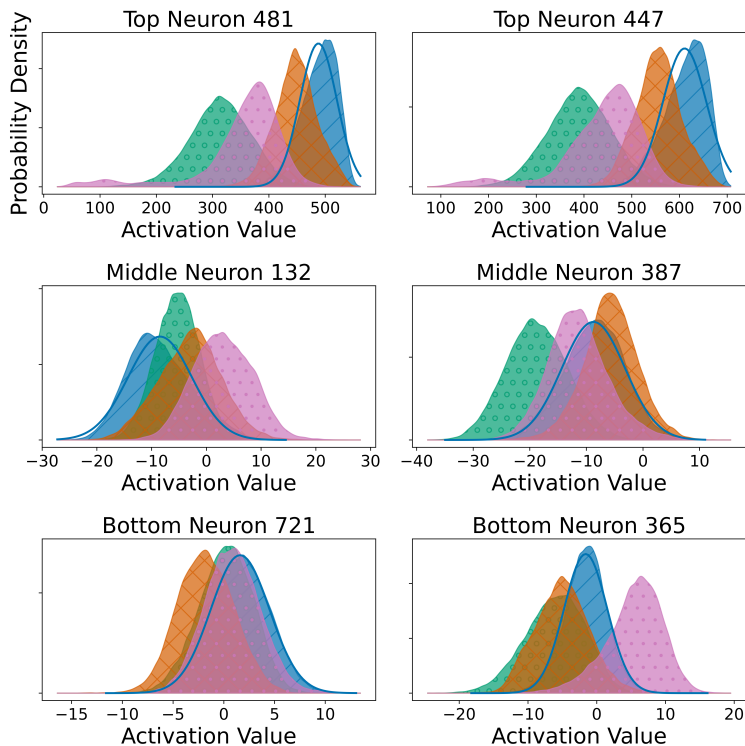 Top Neuron 481
Top Neuron 447
Probability Density
0 100 200 300 400 500
100 200 300 400 500 600 700
Activation Value
Activation Value
Middle Neuron 132
Middle Neuron 387
−30 −20 −10 0 10 20 30
−40 −30 −20 −10 0 10
Activation Value
Activation Value
Bottom Neuron 721
Bottom Neuron 365
−15 −10 −5 0 5 10
−20 −10 0 10 20
Activation Value
Activation Value